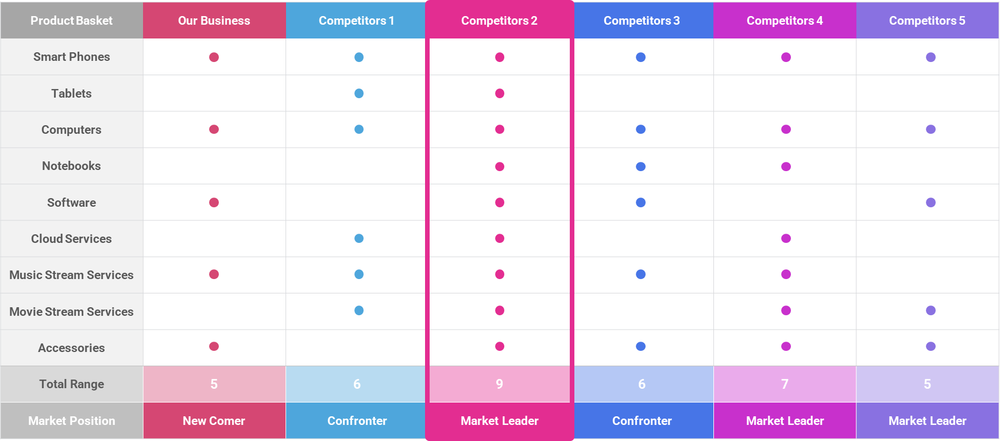 Product Basket Our Business Competitors 1 Competitors 2 Competitors 3 Competitors 4 Competitors 5
Smart Phones
Tablets
Computers
Notebooks
Software
Cloud Services
Music Stream Services
Movie Stream Services
Accessories
Total Range 5 6 9 6 7 5
Market Position New Comer Confronter Market Leader Confronter Market Leader Market Leader